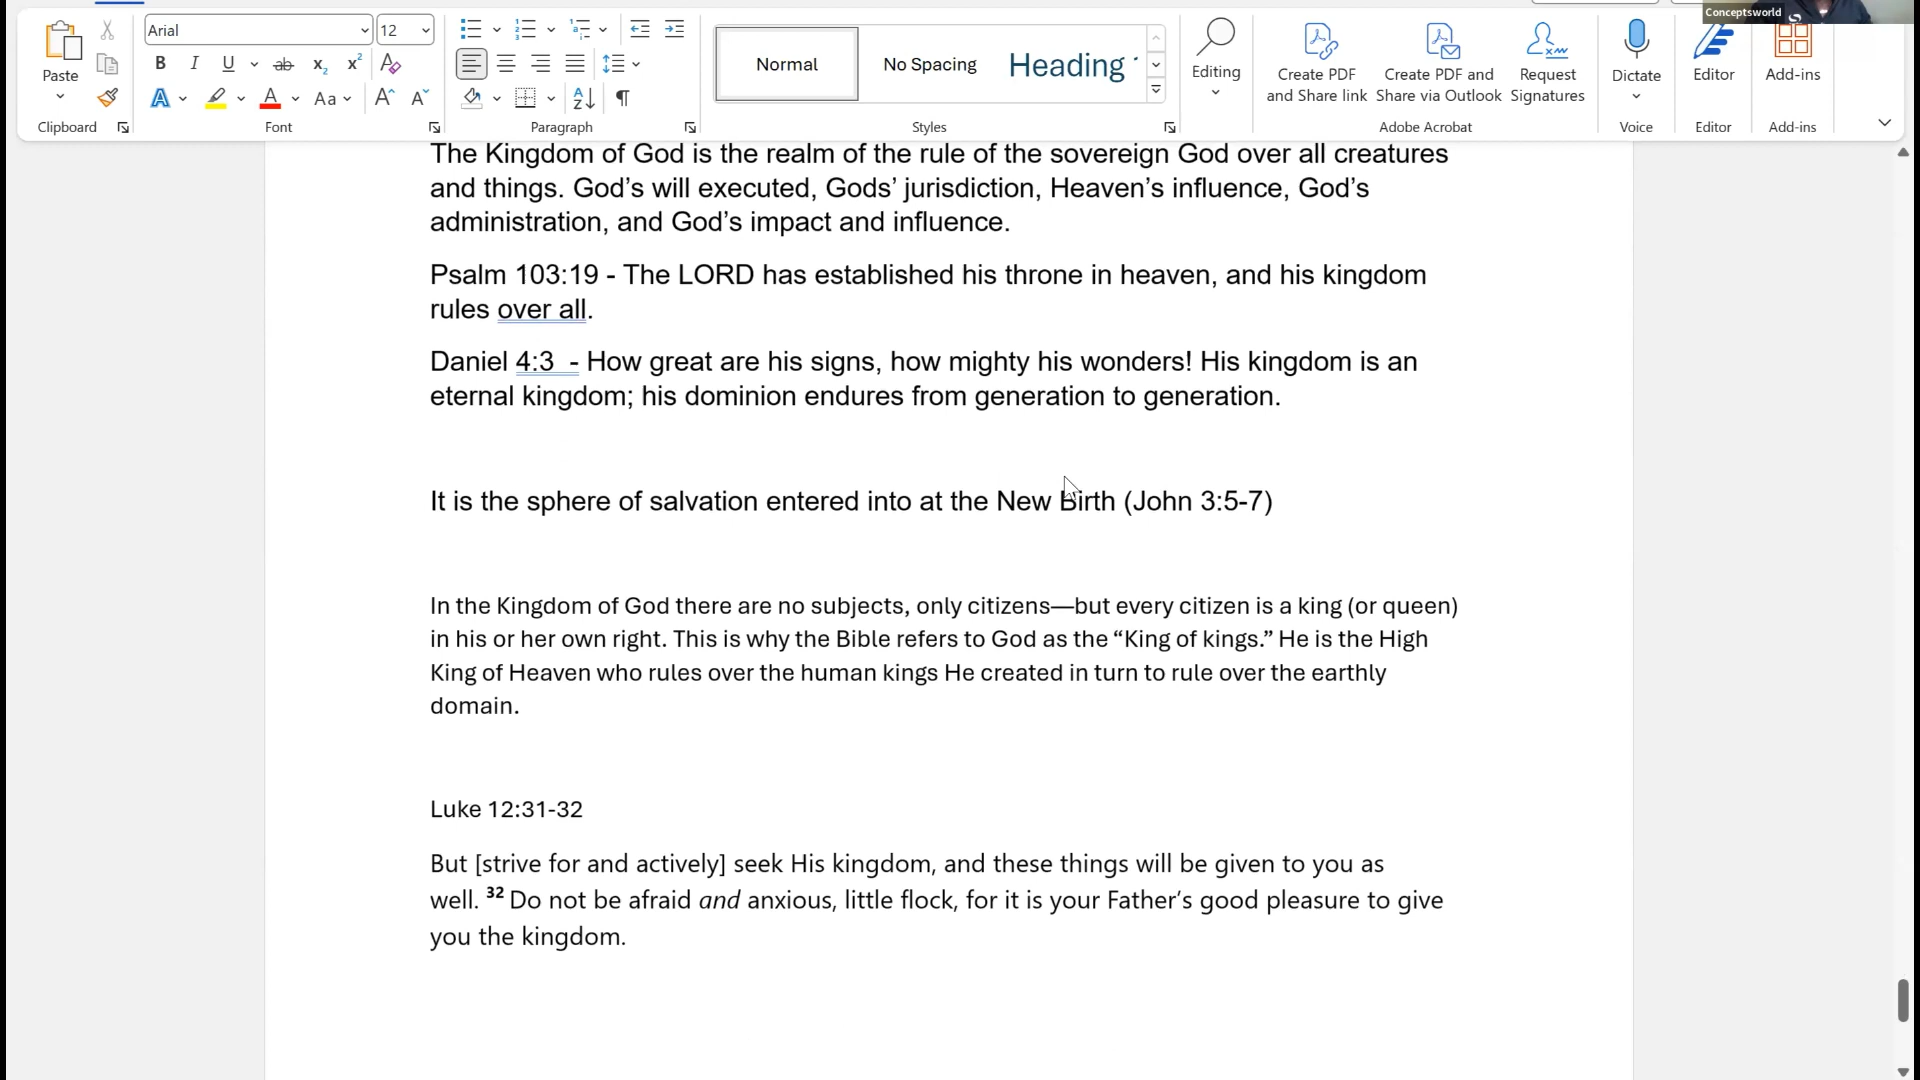 Conceptsworld
Arial
12
Paste
B I U ab x2 x2
A A Aa A A
Normal
No Spacing
Heading
Editing
Create PDF
and Share link
Create PDF and
Share via Outlook
Request
Signatures
Dictate
Editor
Add-ins
Clipboard
Font
Paragraph
Styles
Adobe Acrobat
Voice
Editor
Add-ins
The Kingdom of God is the realm of the rule of the sovereign God over all creatures
and things. God’s will executed, Gods’ jurisdiction, Heaven’s influence, God’s
administration, and God’s impact and influence.
Psalm 103:19 - The LORD has established his throne in heaven, and his kingdom
rules over all.
Daniel 4:3  - How great are his signs, how mighty his wonders! His kingdom is an
eternal kingdom; his dominion endures from generation to generation.
It is the sphere of salvation entered into at the New Birth (John 3:5-7)
In the Kingdom of God there are no subjects, only citizens—but every citizen is a king (or queen)
in his or her own right. This is why the Bible refers to God as the “King of kings.” He is the High
King of Heaven who rules over the human kings He created in turn to rule over the earthly
domain.
Luke 12:31-32
But [strive for and actively] seek His kingdom, and these things will be given to you as
well. 32 Do not be afraid and anxious, little flock, for it is your Father’s good pleasure to give
you the kingdom.